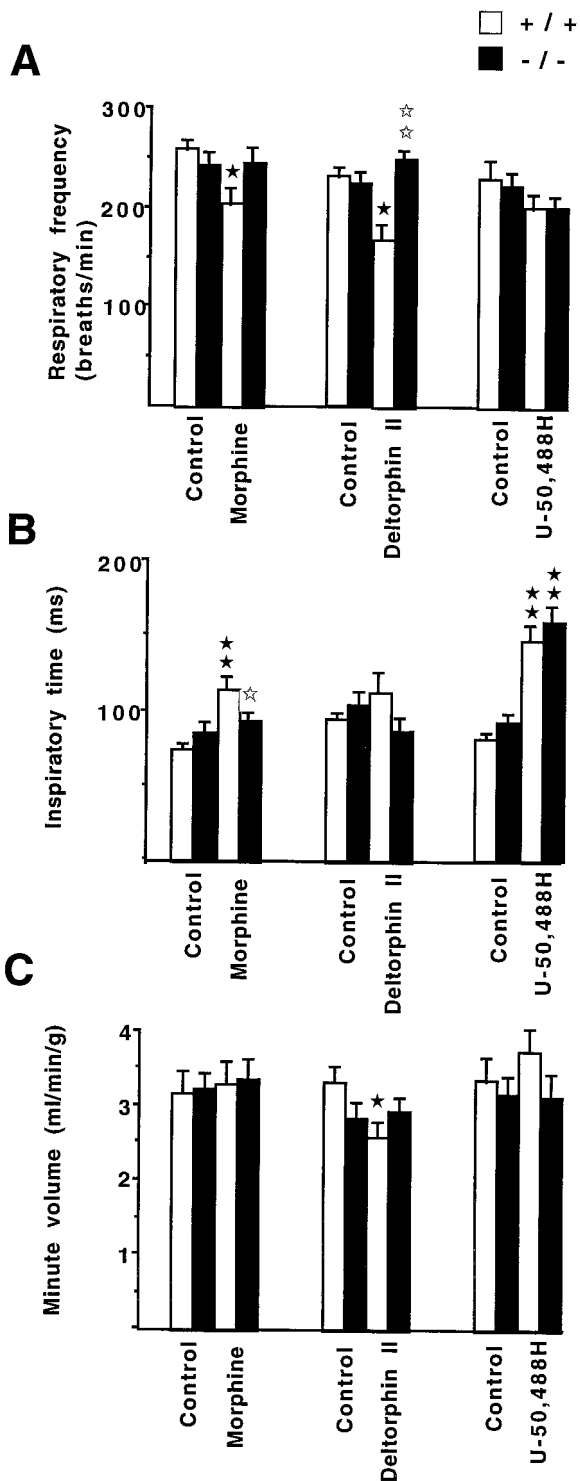 + / +
- / -
A
Respiratory frequency
(breaths/min)
300
200
100
Control
Morphine
Control
Deltorphin II
Control
U-50,488H
B
Inspiratory time (ms)
200
100
Control
Morphine
Control
Deltorphin II
Control
U-50,488H
C
Minute volume (ml/min/g)
4
3
2
1
Control
Morphine
Control
Deltorphin II
Control
U-50,488H